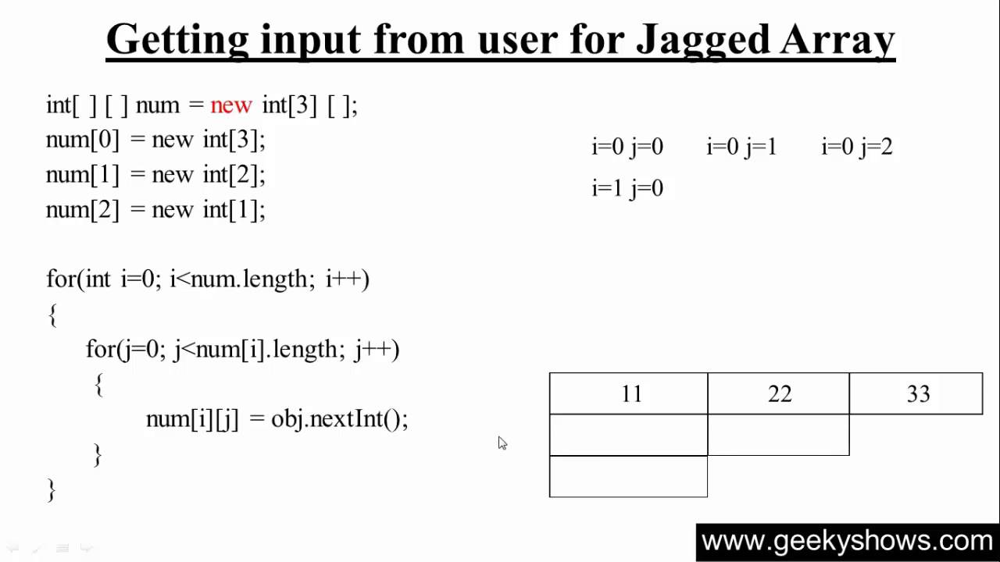 Getting input from user for Jagged Array
int[ ] [ ] num = new int[3] [ ];
num[0] = new int[3];
num[1] = new int[2];
num[2] = new int[1];
for(int i=0; i<num.length; i++)
{
for(j=0; j<num[i].length; j++)
{
num[i][j] = obj.nextInt();
}
}
i=0 j=0 i=0 j=1 i=0 j=2
i=1 j=0
11 22 33
www.geekyshows.com